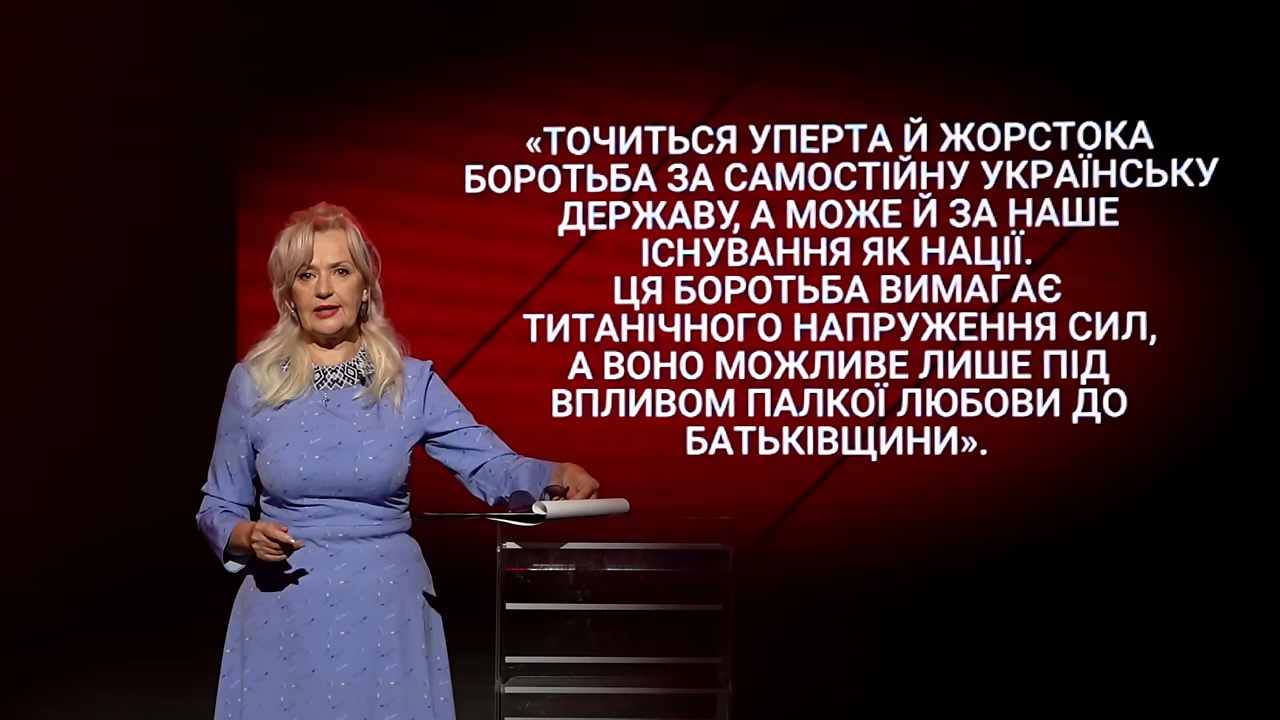 «ТОЧИТЬСЯ УПЕРТА Й ЖОРСТОКА
БОРОТЬБА ЗА САМОСТІЙНУ УКРАЇНСЬКУ
ДЕРЖАВУ, А МОЖЕ Й ЗА НАШЕ
ІСНУВАННЯ ЯК НАЦІЇ.
ЦЯ БОРОТЬБА ВИМАГАЄ
ТИТАНІЧНОГО НАПРУЖЕННЯ СИЛ,
А ВОНО МОЖЛИВЕ ЛИШЕ ПІД
ВПЛИВОМ ПАЛКОЇ ЛЮБОВИ ДО
БАТЬКІВЩИНИ».